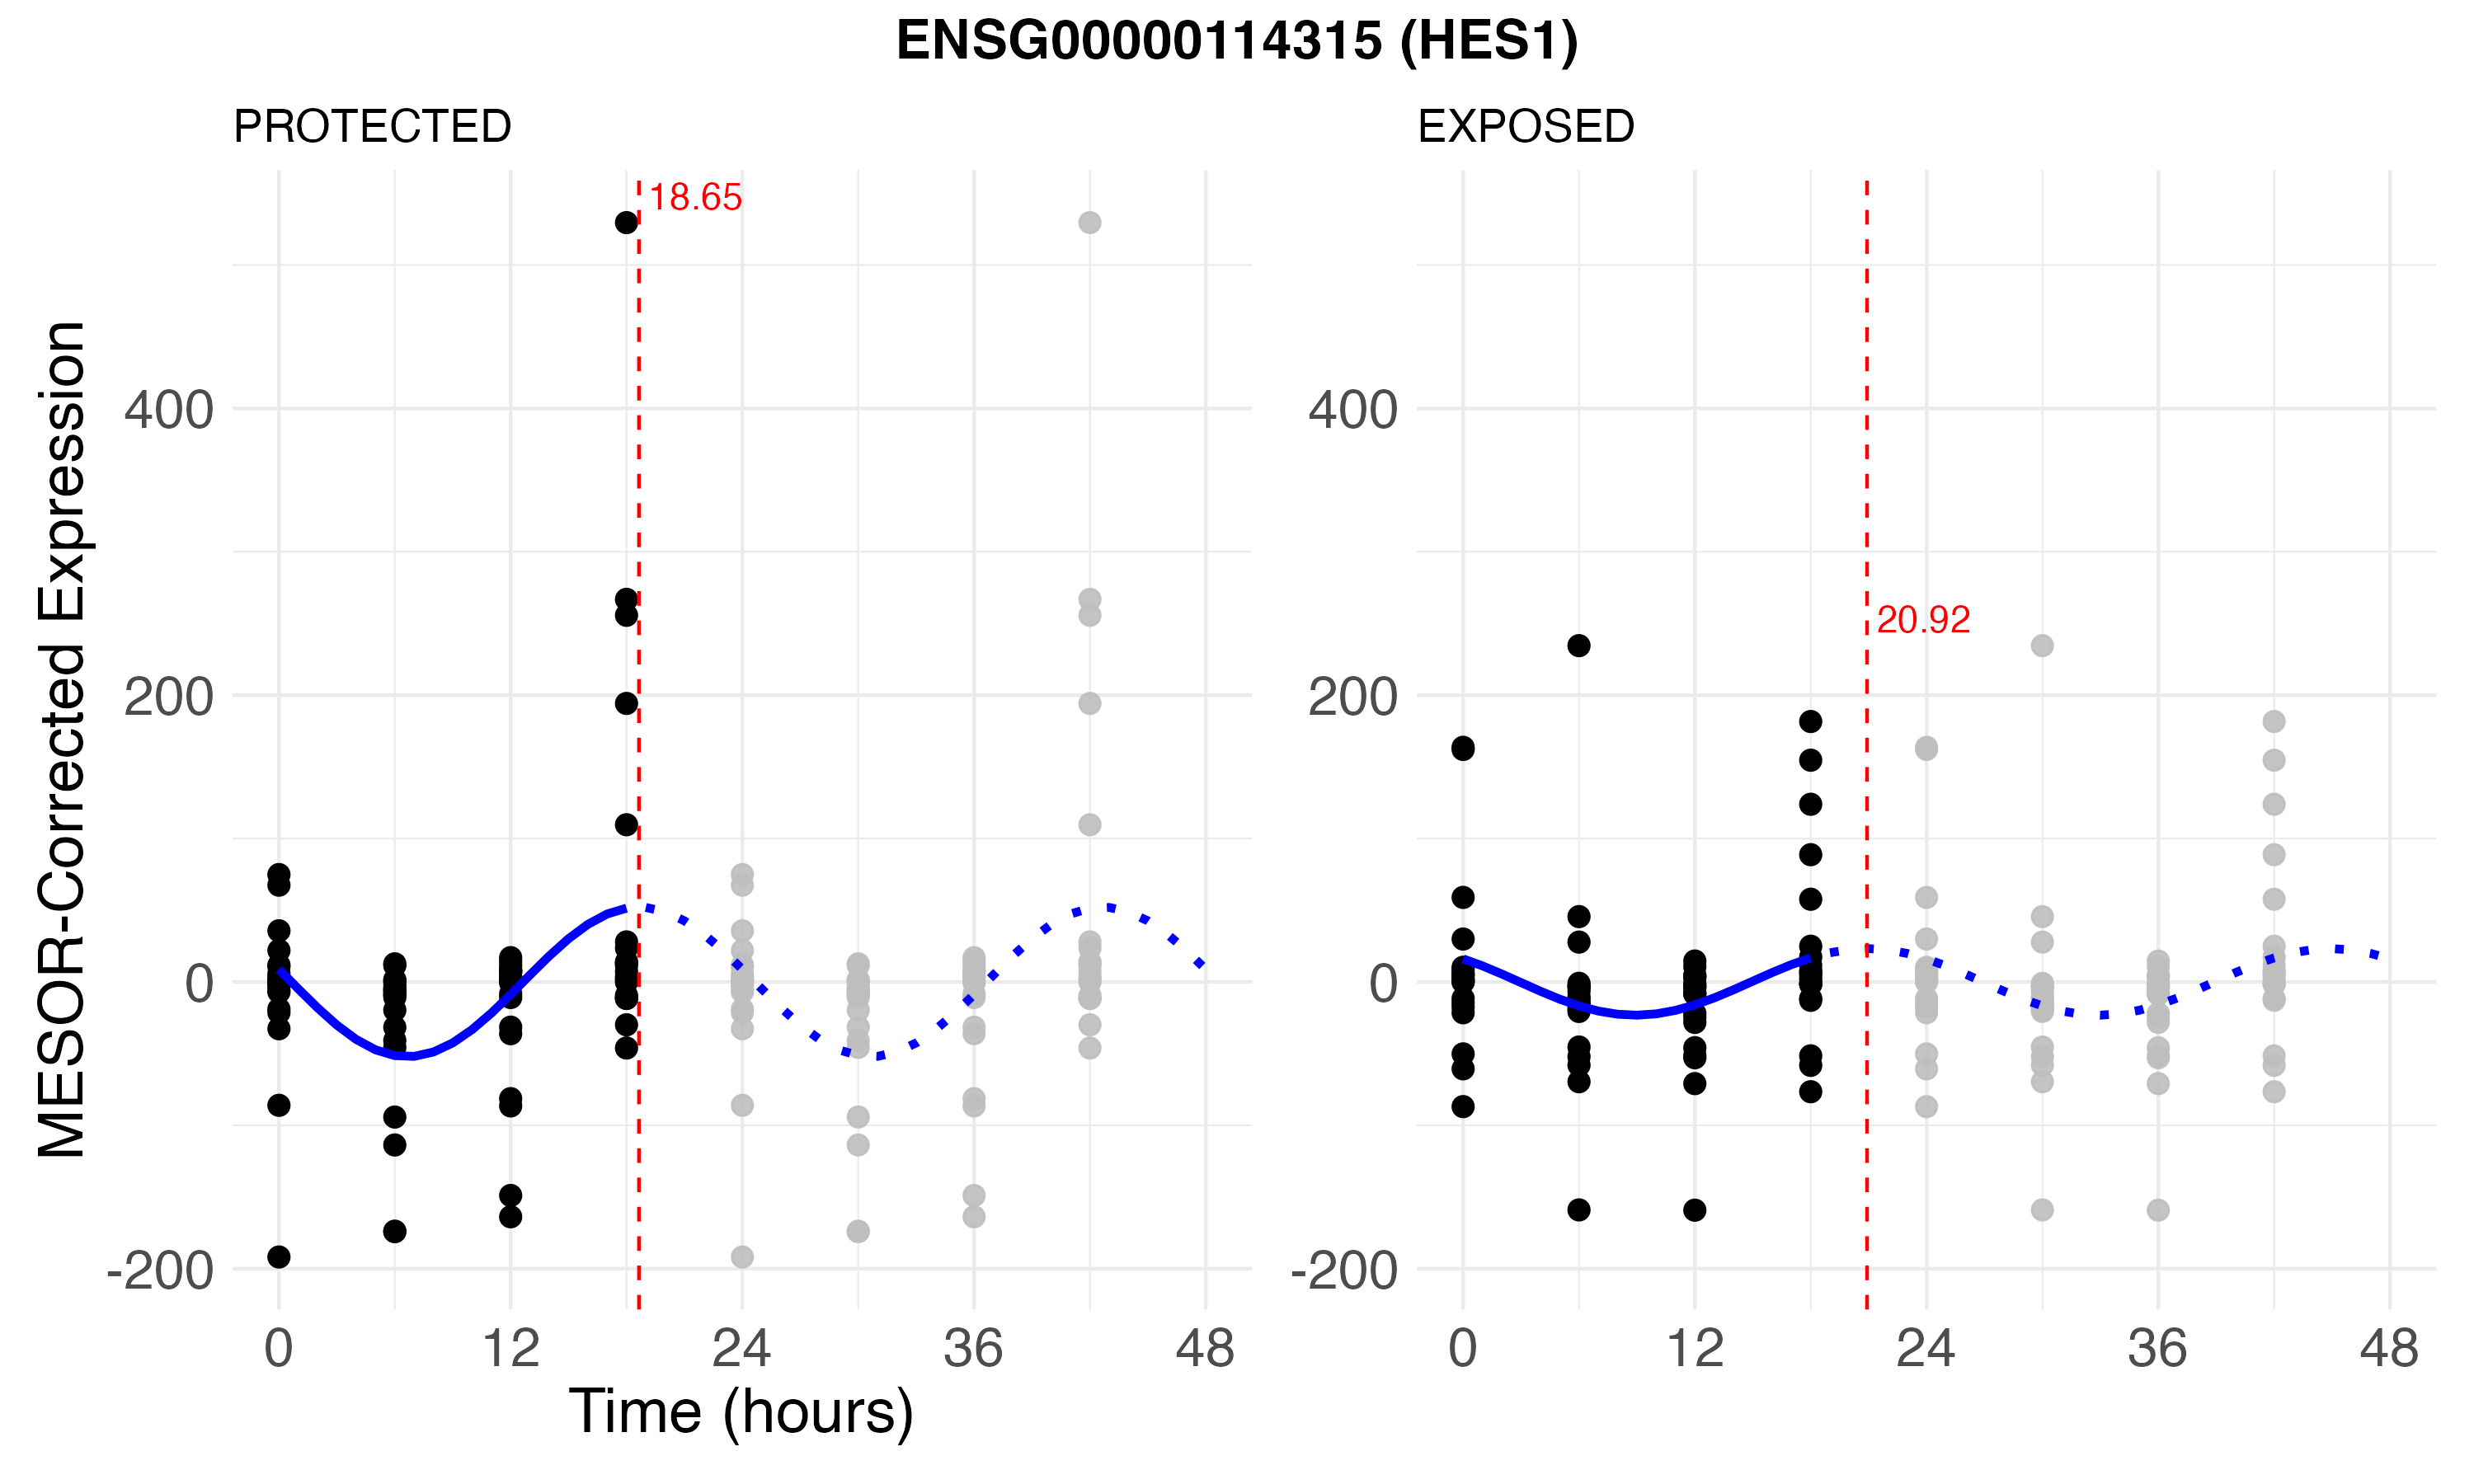 ENSG00000114315 (HES1)
PROTECTED
EXPOSED
MESOR-Corrected Expression
18.65
20.92
400
200
0
-200
400
200
0
-200
0 12 24 36 48
0 12 24 36 48
Time (hours)